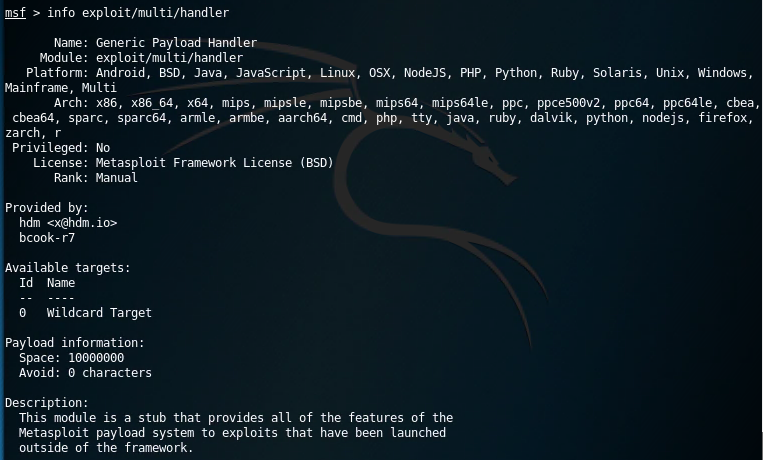 msf > info exploit/multi/handler
Name: Generic Payload Handler
Module: exploit/multi/handler
Platform: Android, BSD, Java, JavaScript, Linux, OSX, NodeJS, PHP, Python, Ruby, Solaris, Unix, Windows,
Mainframe, Multi
Arch: x86, x86_64, x64, mips, mipsle, mipsbe, mips64, mips64le, ppc, ppce500v2, ppc64, ppc64le, cbea,
cbea64, sparc, sparc64, armle, armbe, aarch64, cmd, php, tty, java, ruby, dalvik, python, nodejs, firefox,
zarch, r
Privileged: No
License: Metasploit Framework License (BSD)
Rank: Manual
Provided by:
hdm <x@hdm.io>
bcook-r7
Available targets:
Id  Name
--  ----
0   Wildcard Target
Payload information:
Space: 10000000
Avoid: 0 characters
Description:
This module is a stub that provides all of the features of the
Metasploit payload system to exploits that have been launched
outside of the framework.